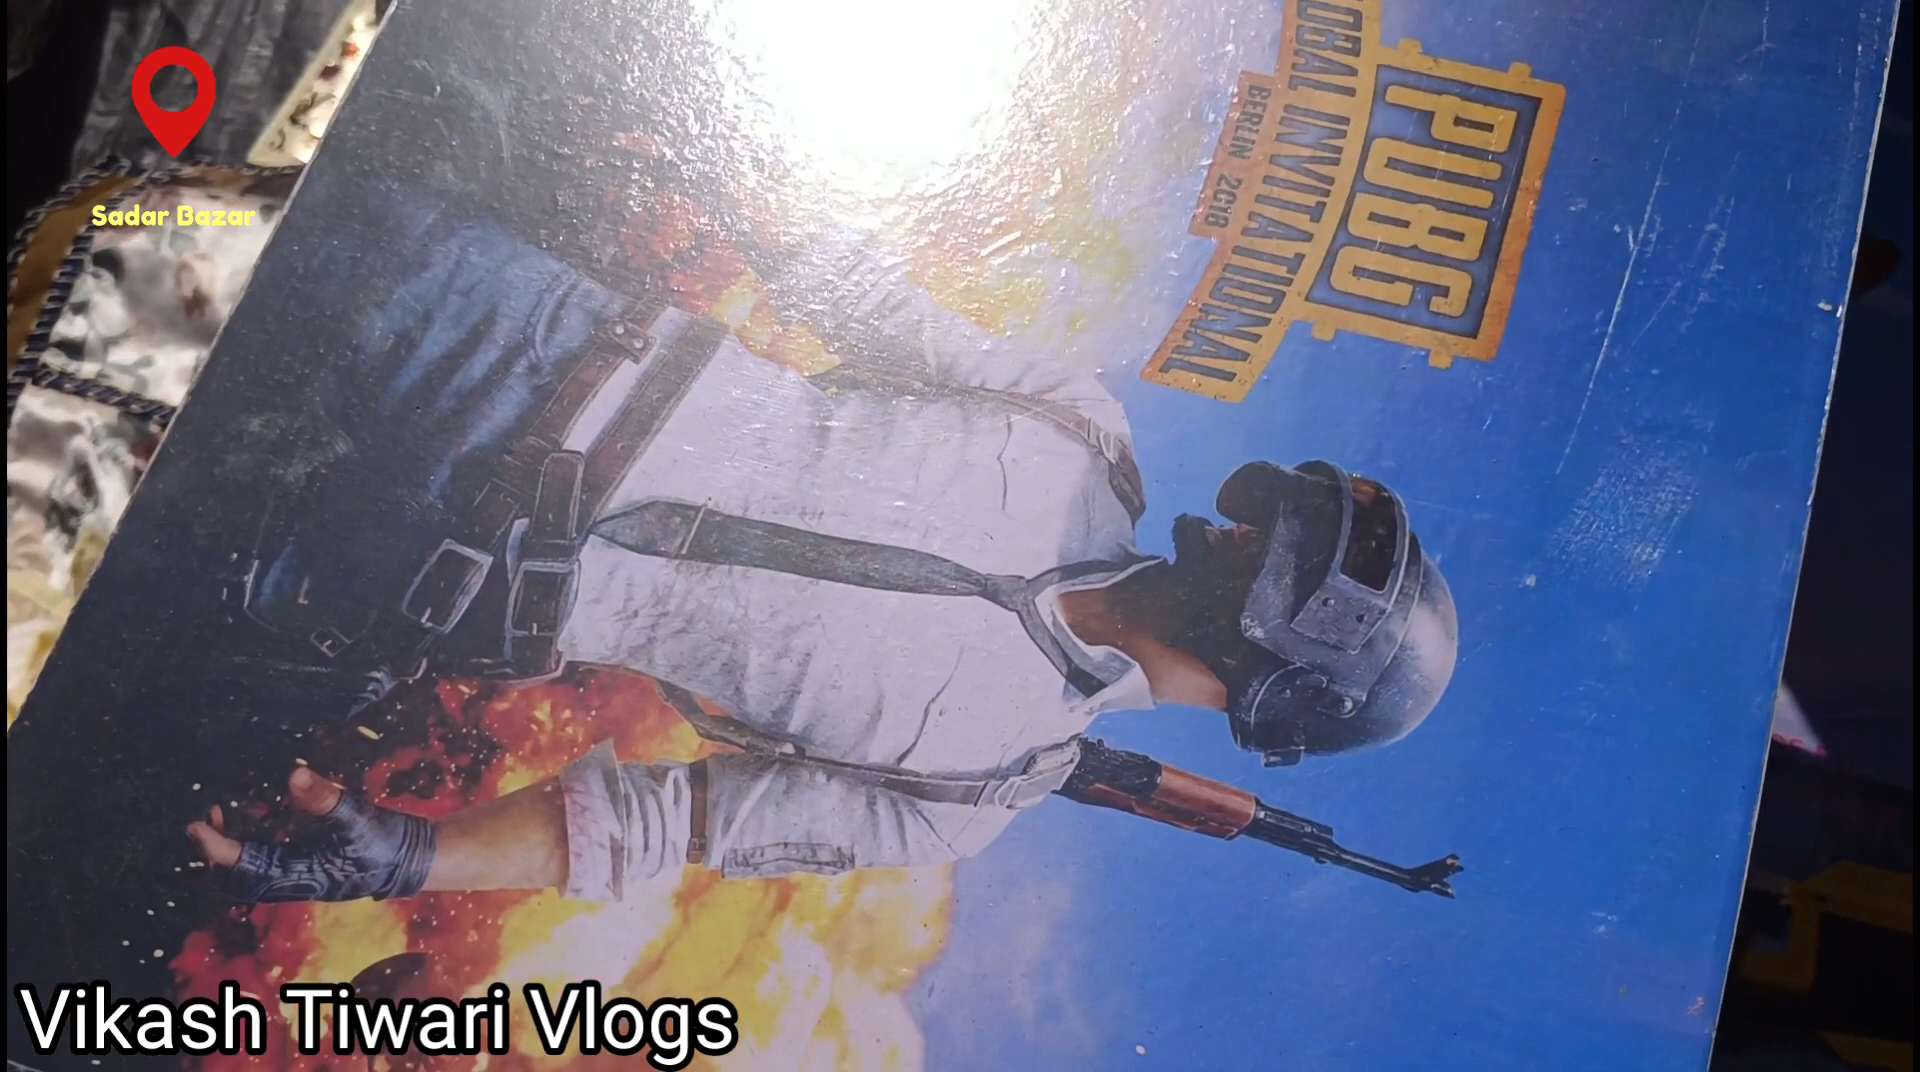 Sadar Bazar
PUBG
OBAL INVITATIONAL
BERLIN 2018
Vikash Tiwari Vlogs